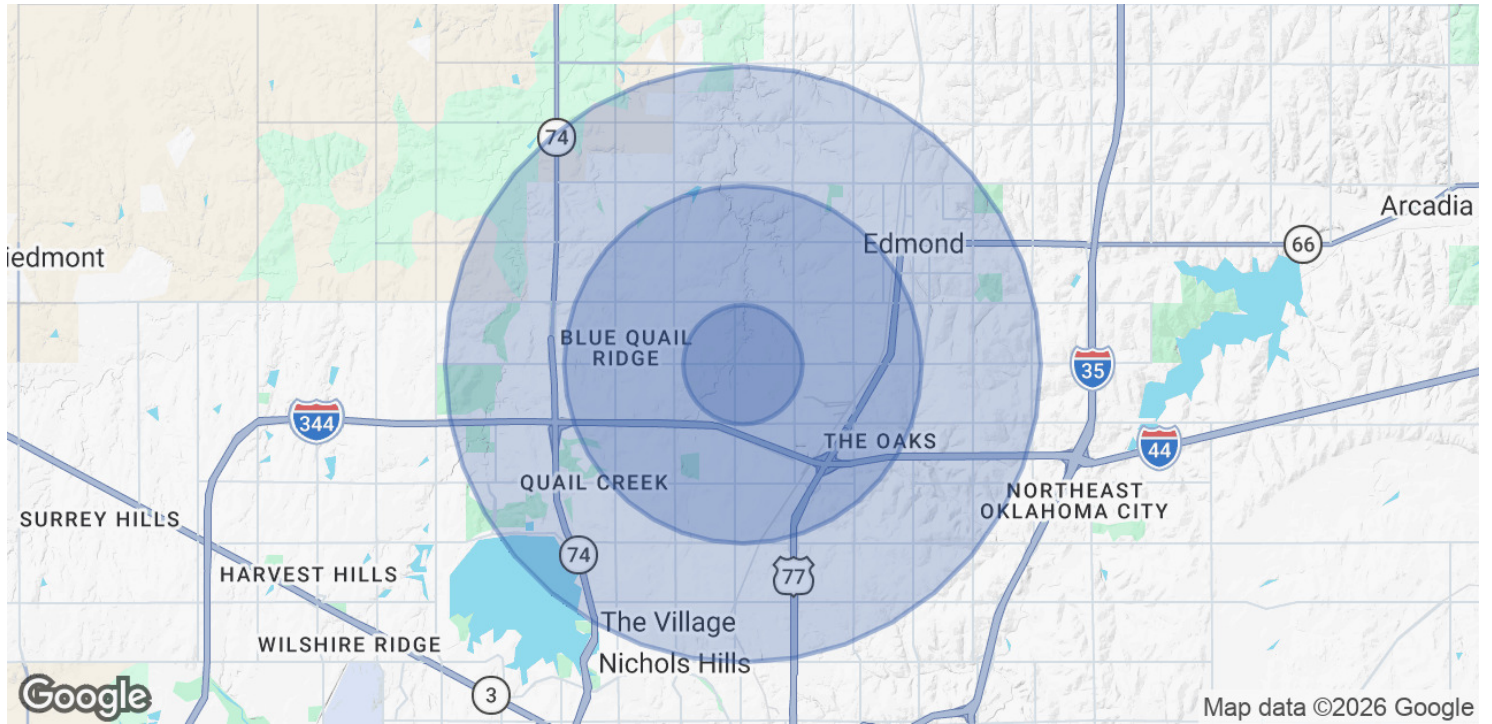 74
Arcadia
Edmond
66
iedmont
BLUE QUAIL
RIDGE
35
344
THE OAKS
44
QUAIL CREEK
NORTHEAST
OKLAHOMA CITY
SURREY HILLS
74
HARVEST HILLS
77
The Village
WILSHIRE RIDGE
Nichols Hills
3
Google
Map data ©2026 Google